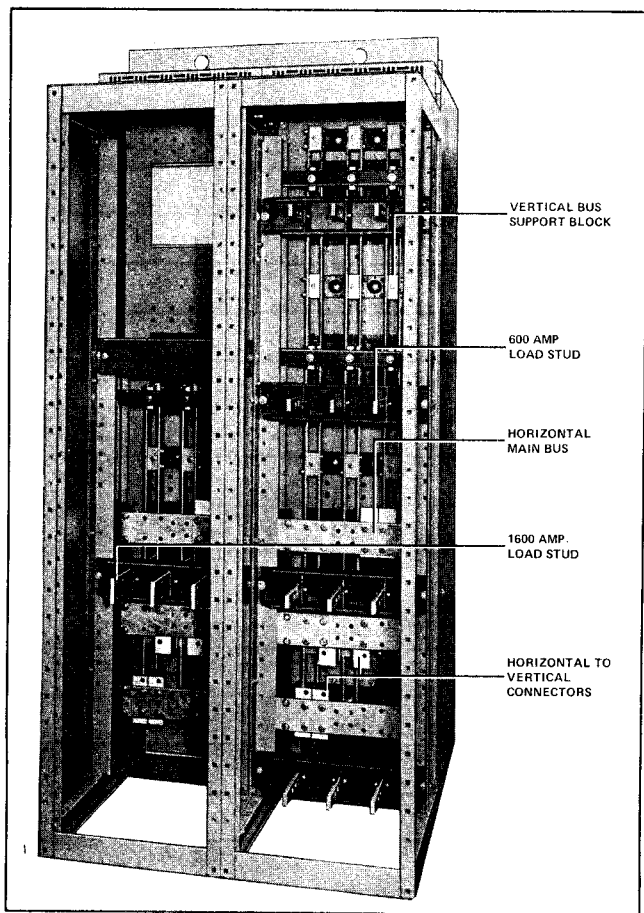 VERTICAL BUS
SUPPORT BLOCK
600 AMP
LOAD STUD
HORIZONTAL
MAIN BUS
1600 AMP.
LOAD STUD
HORIZONTAL TO
VERTICAL
CONNECTORS